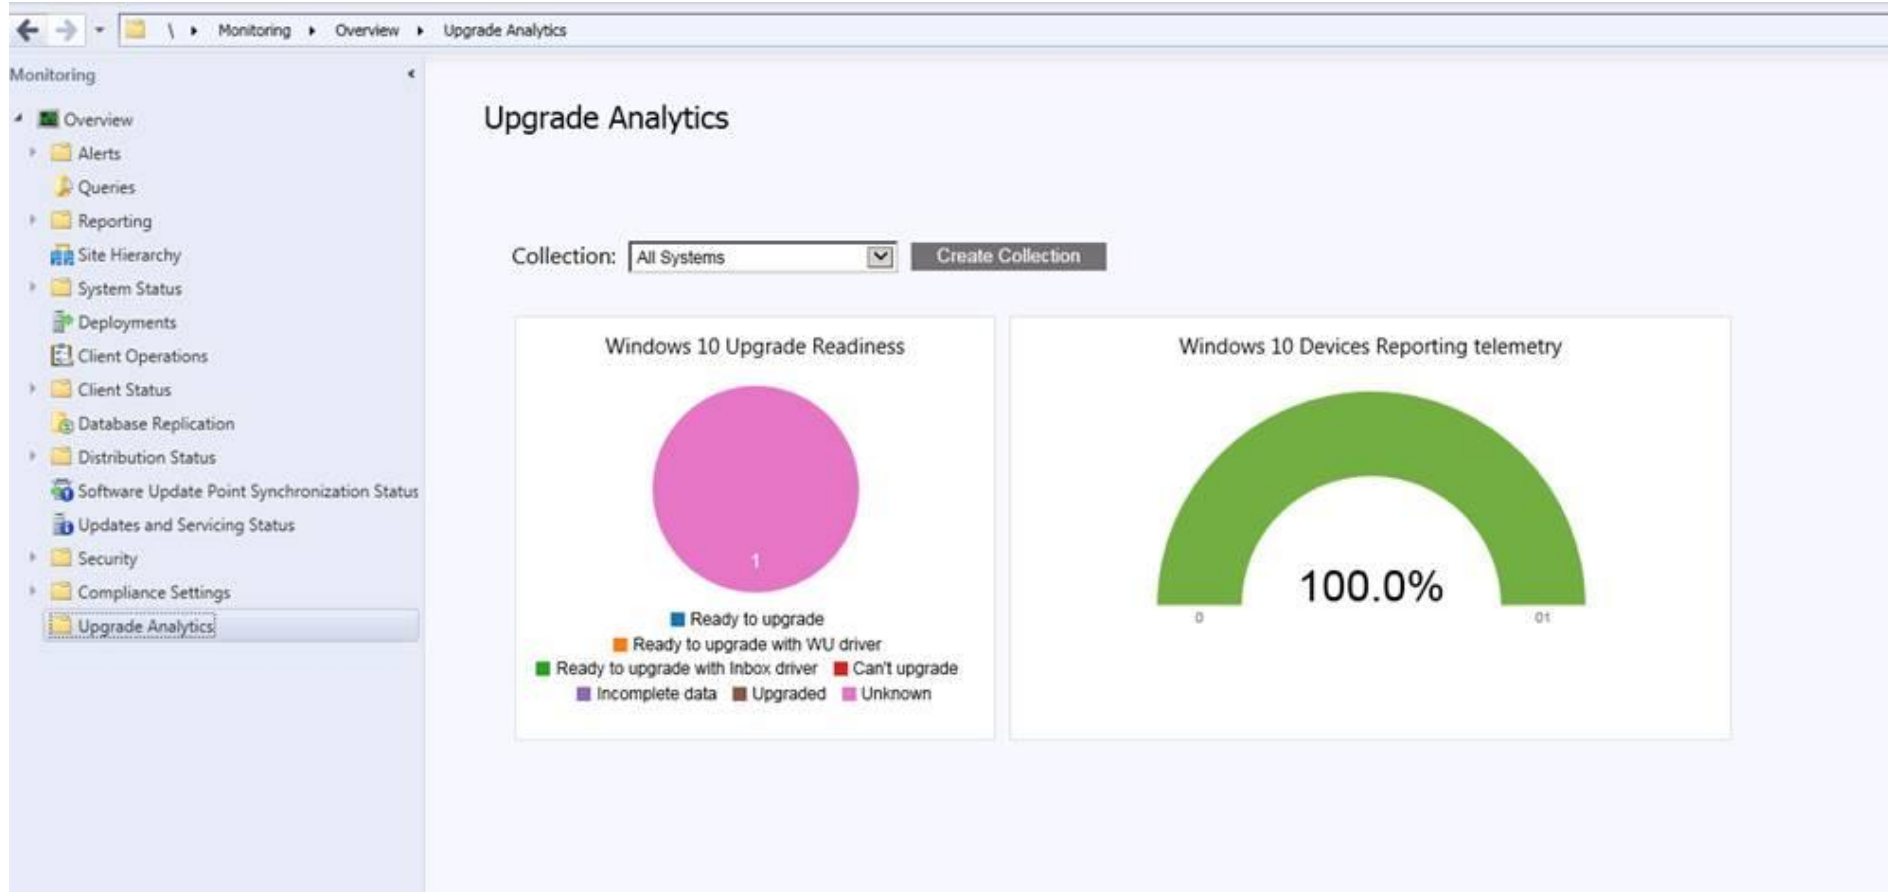 \ Monitoring Overview Upgrade Analytics
Monitoring
Overview
Alerts
Queries
Reporting
Site Hierarchy
System Status
Deployments
Client Operations
Client Status
Database Replication
Distribution Status
Software Update Point Synchronization Status
Updates and Servicing Status
Security
Compliance Settings
Upgrade Analytics
Upgrade Analytics
Collection: All Systems Create Collection
Windows 10 Upgrade Readiness
1
Ready to upgrade
Ready to upgrade with WU driver
Ready to upgrade with Inbox driver Can't upgrade
Incomplete data Upgraded Unknown
Windows 10 Devices Reporting telemetry
100.0%
0 01